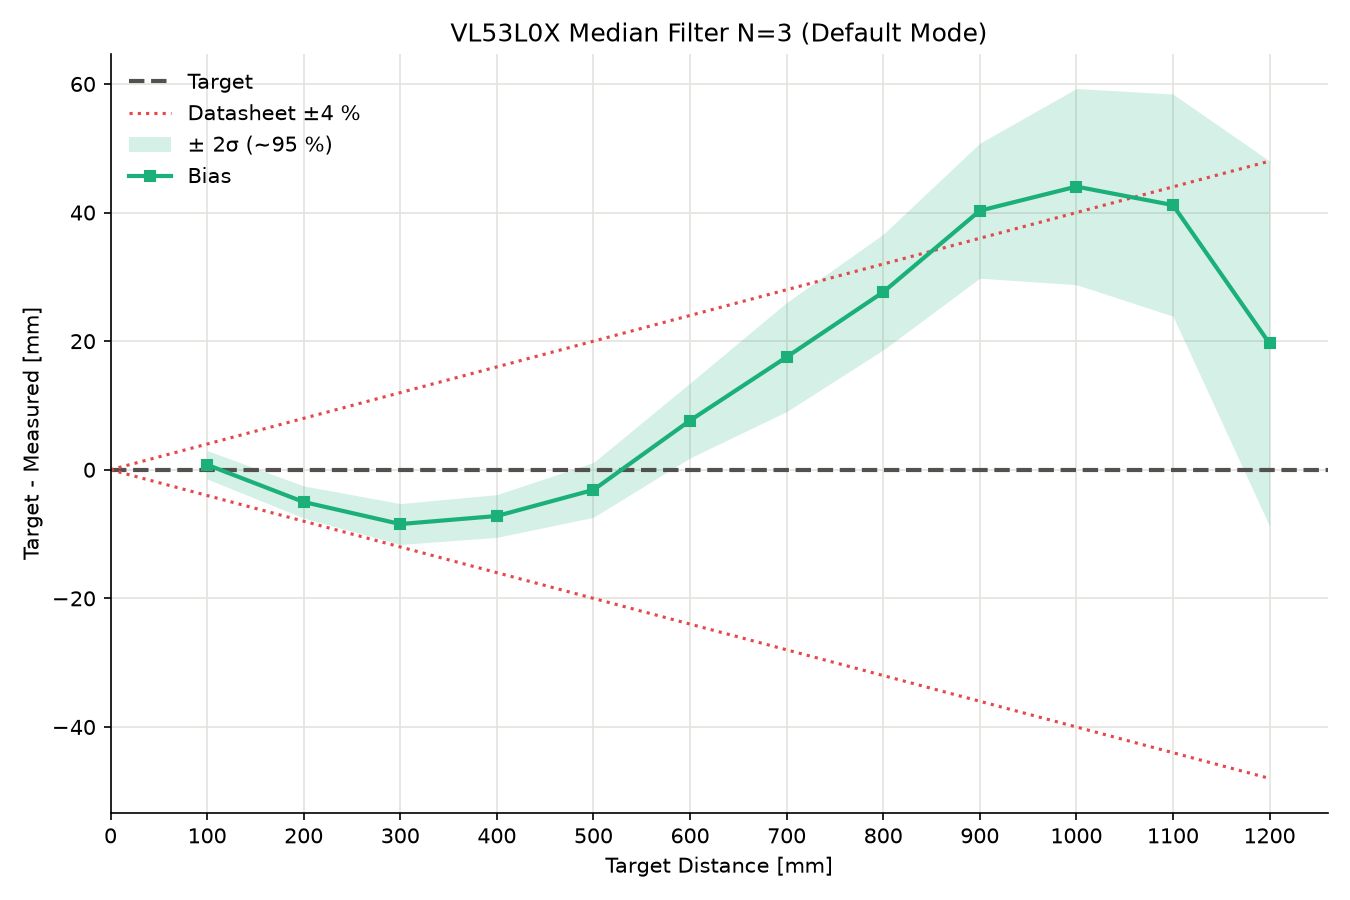 VL53L0X Median Filter N=3 (Default Mode)
Target
Datasheet ±4 %
± 2σ (~95 %)
Bias
Target - Measured [mm]
60
40
20
0
−20
−40
0 100 200 300 400 500 600 700 800 900 1000 1100 1200
Target Distance [mm]